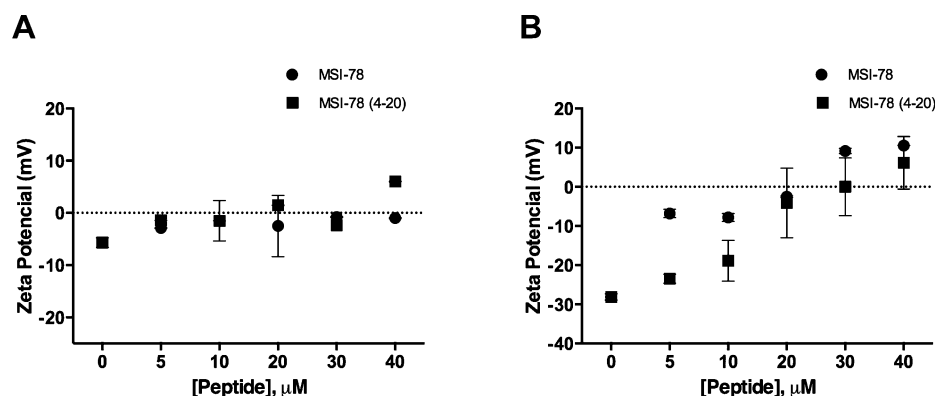 A
MSI-78
MSI-78 (4-20)
Zeta Potencial (mV)
20
10
0
-10
-20
0 5 10 20 30 40
[Peptide], μM
B
MSI-78
MSI-78 (4-20)
Zeta Potencial (mV)
20
10
0
-10
-20
-30
-40
0 5 10 20 30 40
[Peptide], μM